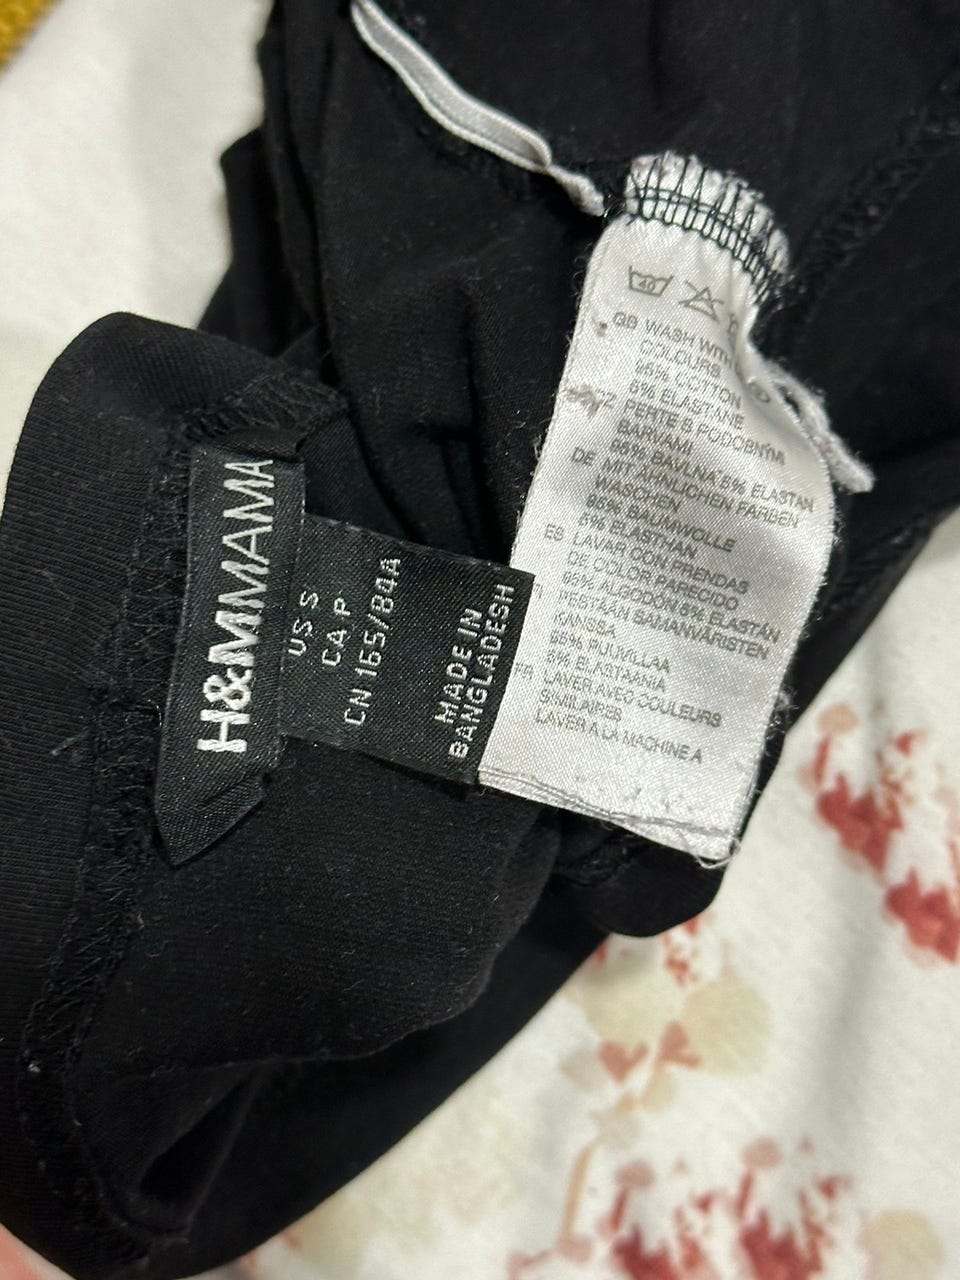 H&MMAMA
US S
CA P
CN 165/84A
MADE IN
BANGLADESH
40
GB WASH WITH
COLOURS
95% COTTON
5% ELASTANE
CZ PERTE S PODOBNÝMI
BARVAMI
95% BAVLNA 5% ELASTAN
DE MIT ÄHNLICHEN FARBEN
WASCHEN
95% BAUMWOLLE
5% ELASTHAN
ES LAVAR CON PRENDAS
DE COLOR PARECIDO
95% ALGODÓN 5% ELASTÁN
PESTÄÄN SAMANVÄRISTEN
KANSSA
95% PUUVILLAA
5% ELASTAANIA
FR LAVER AVEC COULEURS
SIMILAIRES
LAVER A LA MACHINE A